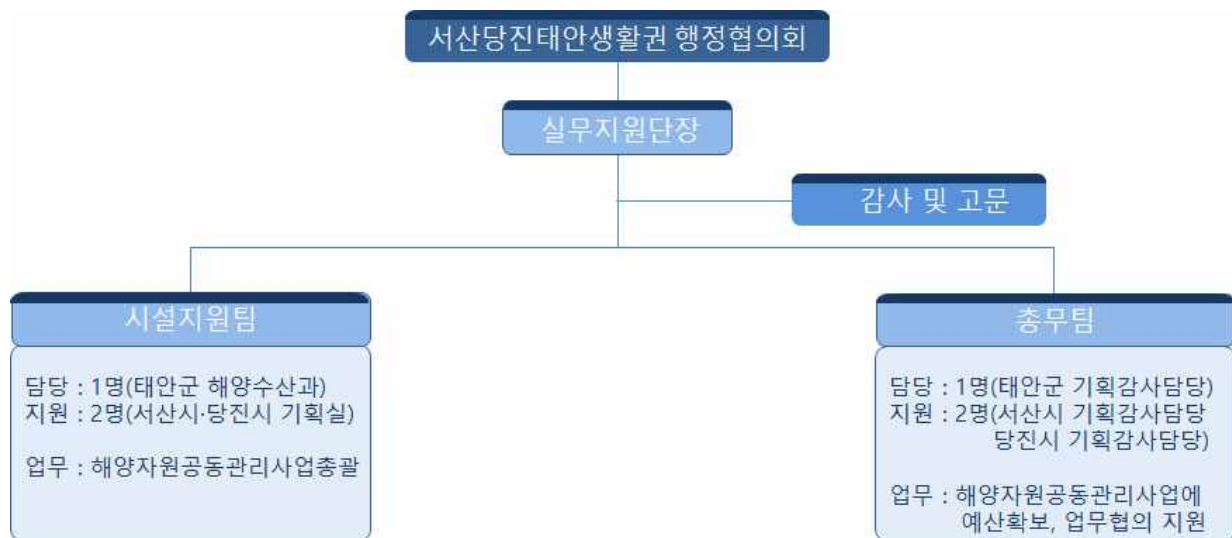 서산당진태안생활권 행정협의회
실무지원단장
감사 및 고문
시설지원팀
담당 : 1명(태안군 해양수산과)
지원 : 2명(서산시·당진시 기획실)
업무 : 해양자원공동관리사업총괄
총무팀
담당 : 1명(태안군 기획감사담당)
지원 : 2명(서산시 기획감사담당
당진시 기획감사담당)
업무 : 해양자원공동관리사업에
예산확보, 업무협의 지원